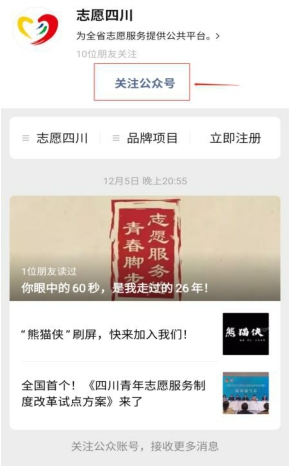 志愿四川
为全省志愿服务提供公共平台。>
10位朋友关注
关注公众号
志愿四川
品牌项目
立即注册
12月5日 晚上20:55
志愿服务
青春脚步
1位朋友读过
你眼中的60秒，是我走过的26年！
“熊猫侠”刷屏，快来加入我们！
熊猫侠
全国首个！《四川青年志愿服务制
度改革试点方案》来了
关注公众账号，接收更多消息